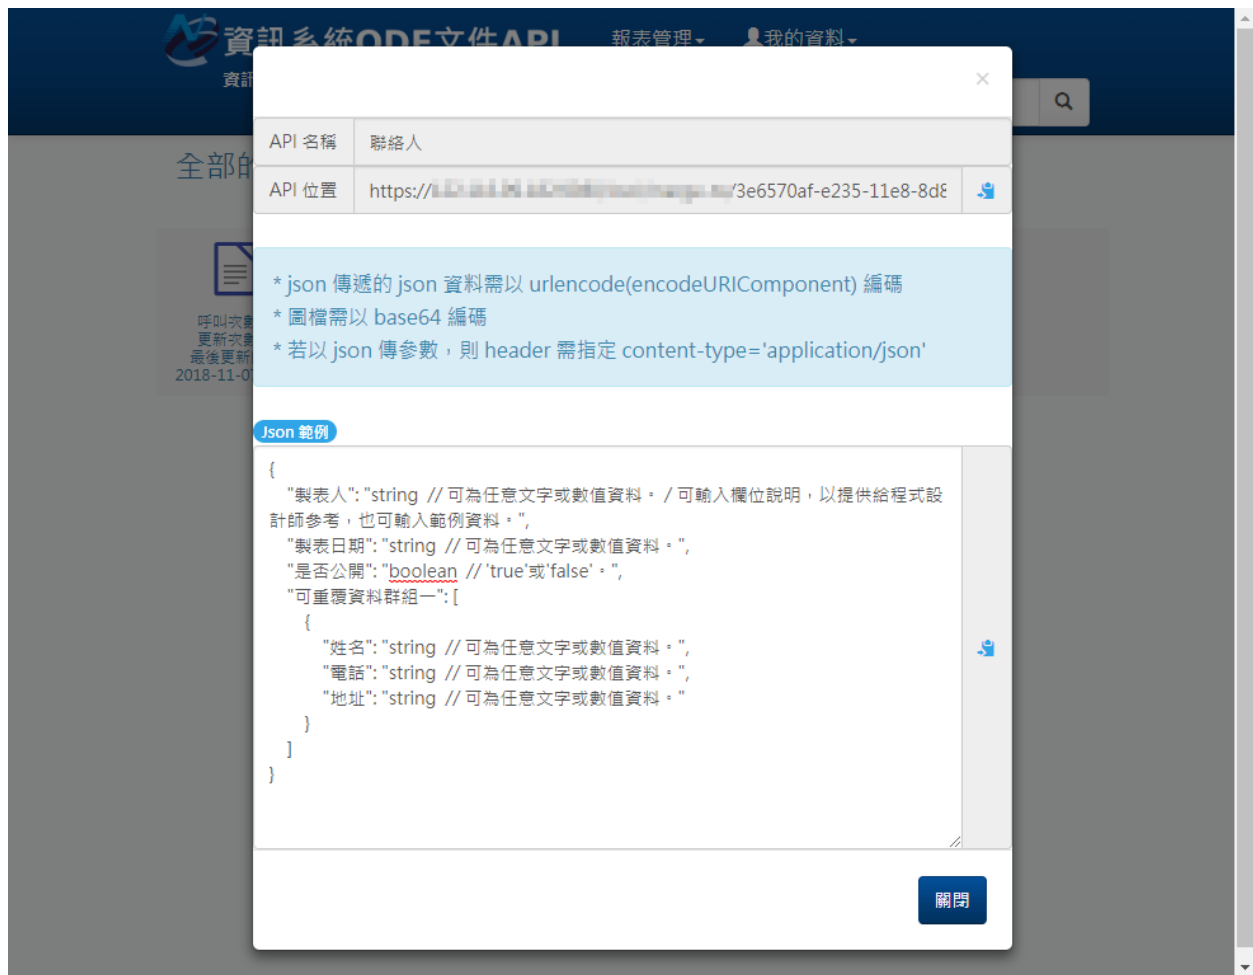 資訊系統ODF文件API 報表管理 我的資料
資訊
全部的
×
API 名稱 聯絡人
API 位置 https:// /3e6570af-e235-11e8-8d8
呼叫次數
更新次數
最後更新
2018-11-07
* json 傳遞的 json 資料需以 urlencode(encodeURIComponent) 編碼
* 圖檔需以 base64 編碼
* 若以 json 傳參數，則 header 需指定 content-type='application/json'
Json 範例
{
"製表人": "string // 可為任意文字或數值資料。 / 可輸入欄位說明，以提供給程式設
計師參考，也可輸入範例資料。",
"製表日期": "string // 可為任意文字或數值資料。",
"是否公開": "boolean // 'true'或'false'。",
"可重覆資料群組一": [
{
"姓名": "string // 可為任意文字或數值資料。",
"電話": "string // 可為任意文字或數值資料。",
"地址": "string // 可為任意文字或數值資料。"
}
]
}
關閉